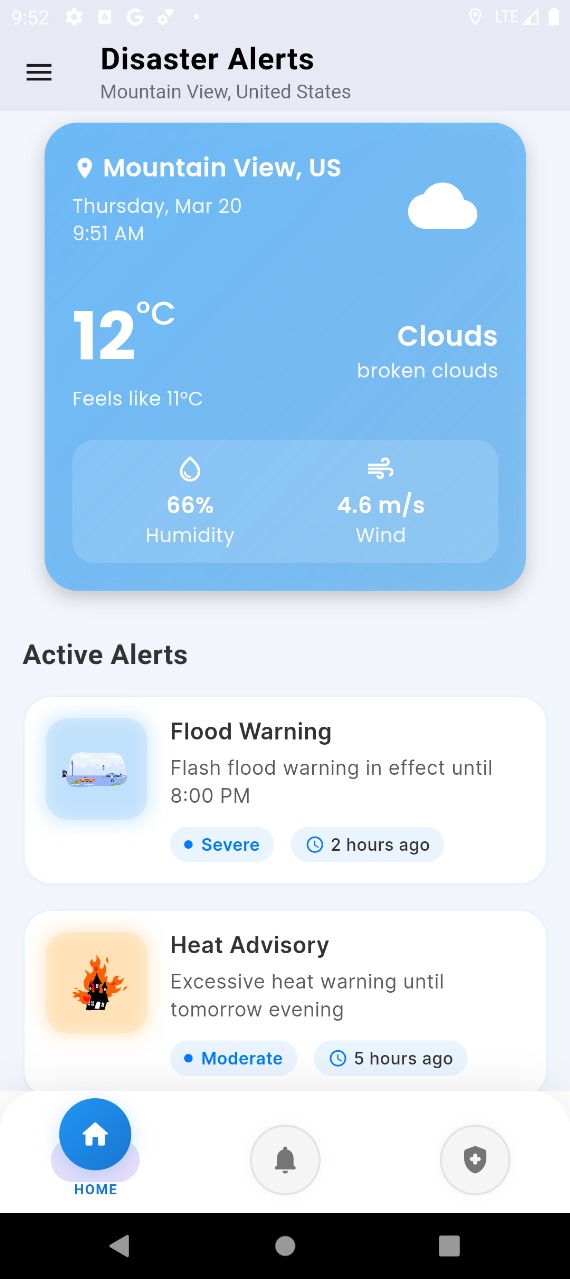 9:52
LTE
Disaster Alerts
Mountain View, United States
Mountain View, US
Thursday, Mar 20
9:51 AM
12°C
Clouds
broken clouds
Feels like 11°C
66%
4.6 m/s
Humidity
Wind
Active Alerts
Flood Warning
Flash flood warning in effect until
8:00 PM
Severe
2 hours ago
Heat Advisory
Excessive heat warning until
tomorrow evening
Moderate
5 hours ago
HOME